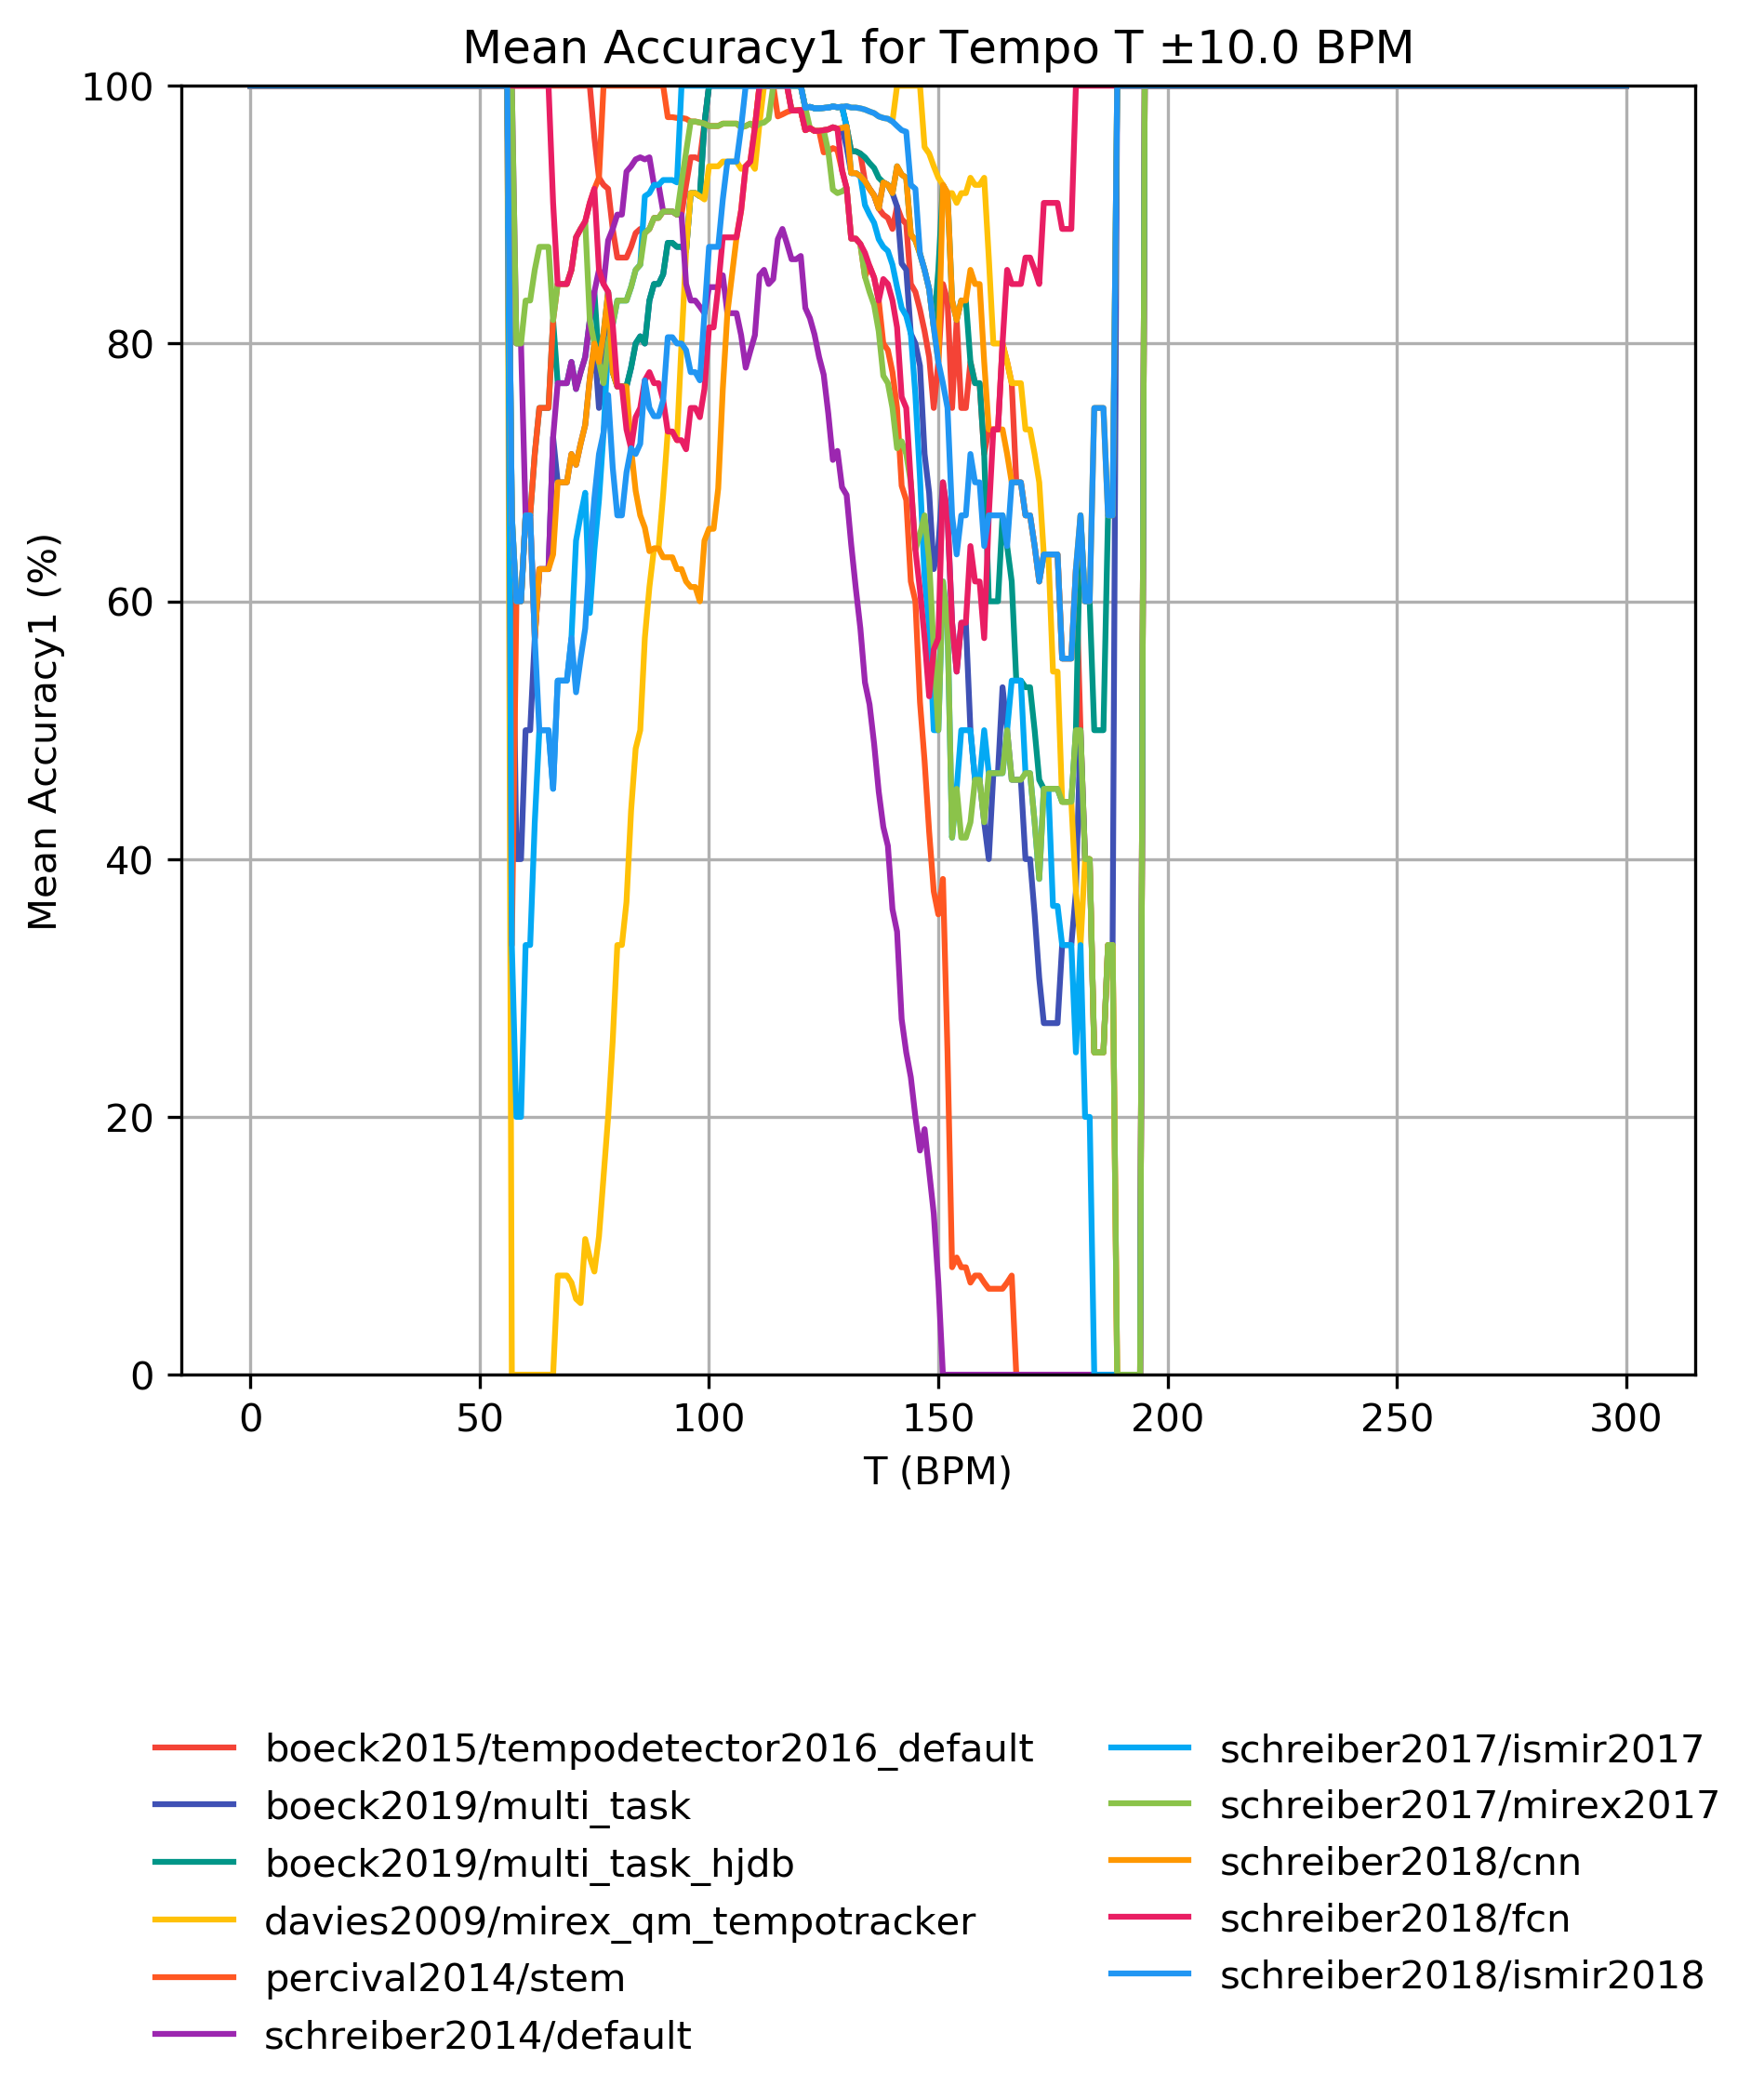 Mean Accuracy1 for Tempo T ±10.0 BPM
100
80
60
40
20
0
Mean Accuracy1 (%)
0 50 100 150 200 250 300
T (BPM)
boeck2015/tempodetector2016_default
boeck2019/multi_task
boeck2019/multi_task_hjdb
davies2009/mirex_qm_tempotracker
percival2014/stem
schreiber2014/default
schreiber2017/ismir2017
schreiber2017/mirex2017
schreiber2018/cnn
schreiber2018/fcn
schreiber2018/ismir2018